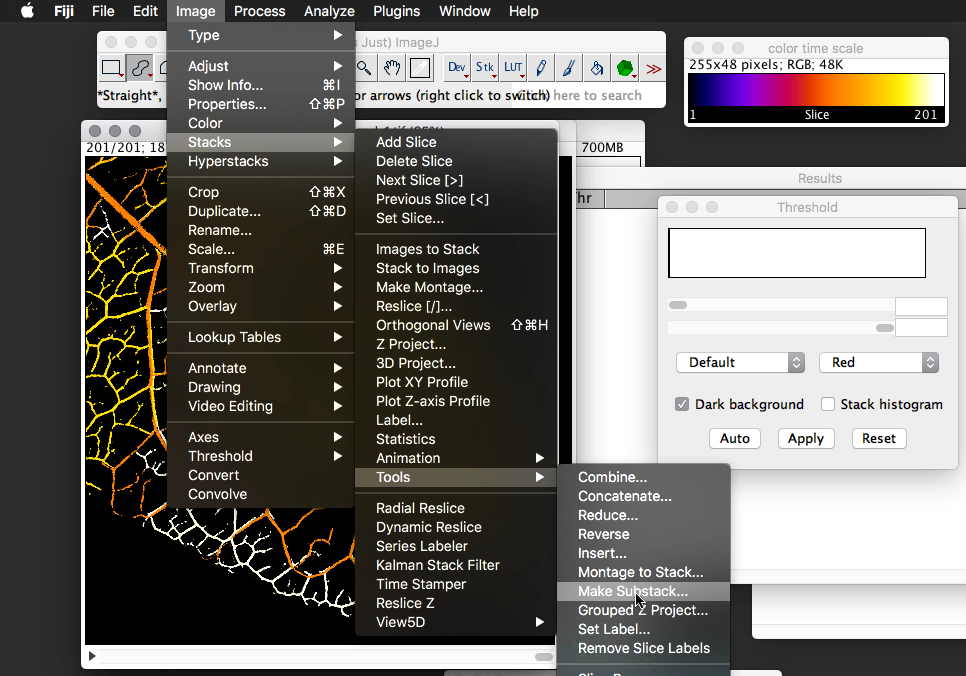 Fiji File Edit Image Process Analyze Plugins Window Help
Just) ImageJ
Dev Stk LUT
*Straight*,
or arrows (right click to switch)
here to search
color time scale
255x48 pixels; RGB; 48K
1 Slice 201
201/201; 18
700MB
Results
Thr
Type
Adjust
Show Info... ⌘I
Properties... ⇧⌘P
Color
Stacks
Hyperstacks
Crop ⇧⌘X
Duplicate... ⇧⌘D
Rename...
Scale... ⌘E
Transform
Zoom
Overlay
Lookup Tables
Annotate
Drawing
Video Editing
Axes
Threshold
Convert
Convolve
Add Slice
Delete Slice
Next Slice [>]
Previous Slice [<]
Set Slice...
Images to Stack
Stack to Images
Make Montage...
Reslice [/]...
Orthogonal Views ⇧⌘H
Z Project...
3D Project...
Plot XY Profile
Plot Z-axis Profile
Label...
Statistics
Animation
Tools
Radial Reslice
Dynamic Reslice
Series Labeler
Kalman Stack Filter
Time Stamper
Reslice Z
View5D
Combine...
Concatenate...
Reduce...
Reverse
Insert...
Montage to Stack...
Make Substack...
Grouped Z Project...
Set Label...
Remove Slice Labels
Threshold
Default Red
Dark background Stack histogram
Auto Apply Reset